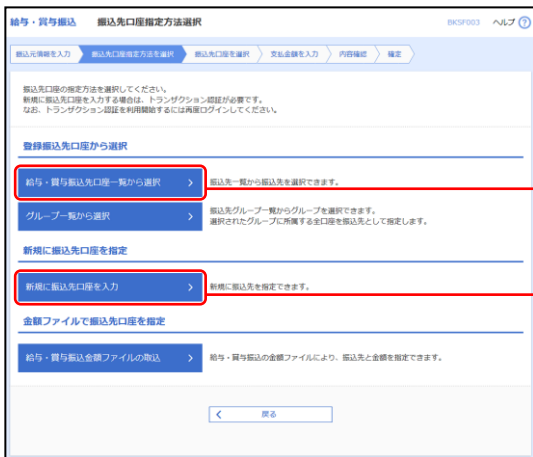 給与・賞与振込 振込先口座指定方法選択 BKSF003 ヘルプ ?
振込元情報を入力 振込先口座指定方法を選択 振込先口座を選択 支払金額を入力 内容確認 確定
振込先口座の指定方法を選択してください。
新規に振込先口座を入力する場合は、トランザクション認証が必要です。
なお、トランザクション認証を利用開始するには再度ログインしてください。
登録振込先口座から選択
給与・賞与振込先口座一覧から選択 振込先一覧から振込先を選択できます。
グループ一覧から選択 振込先グループ一覧からグループを選択できます。
選択されたグループに所属する全口座を振込先として指定します。
新規に振込先口座を指定
新規に振込先口座を入力 新規に振込先を指定できます。
金額ファイルで振込先口座を指定
給与・賞与振込金額ファイルの取込 給与・賞与振込の金額ファイルにより、振込先と金額を指定できます。
戻る